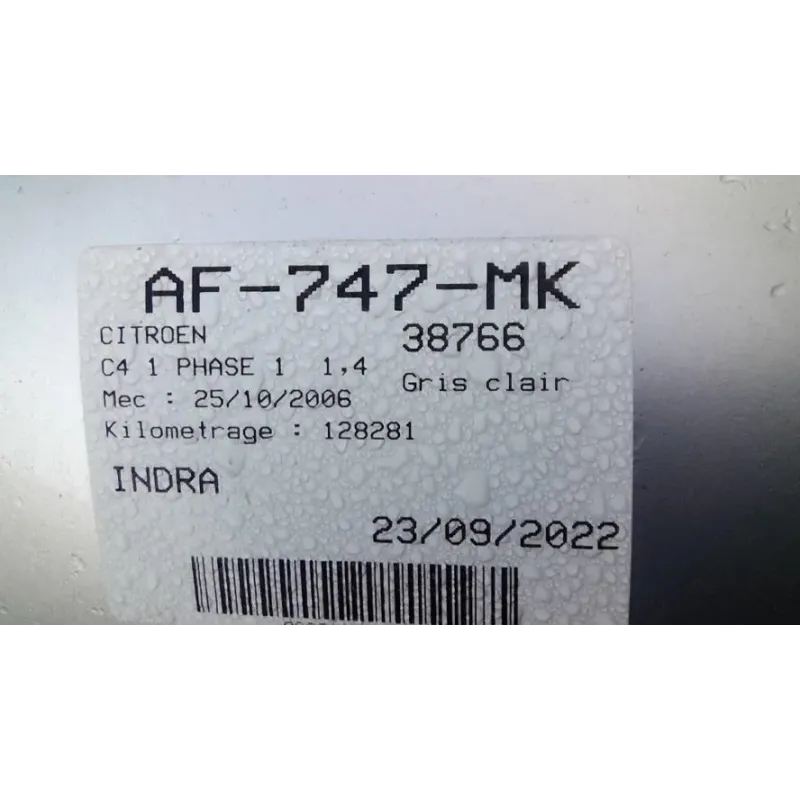 AF-747-MK
CITROEN 38766
C4 1 PHASE 1 1,4
Gris clair
Mec : 25/10/2006
Kilometrage : 128281
INDRA
23/09/2022